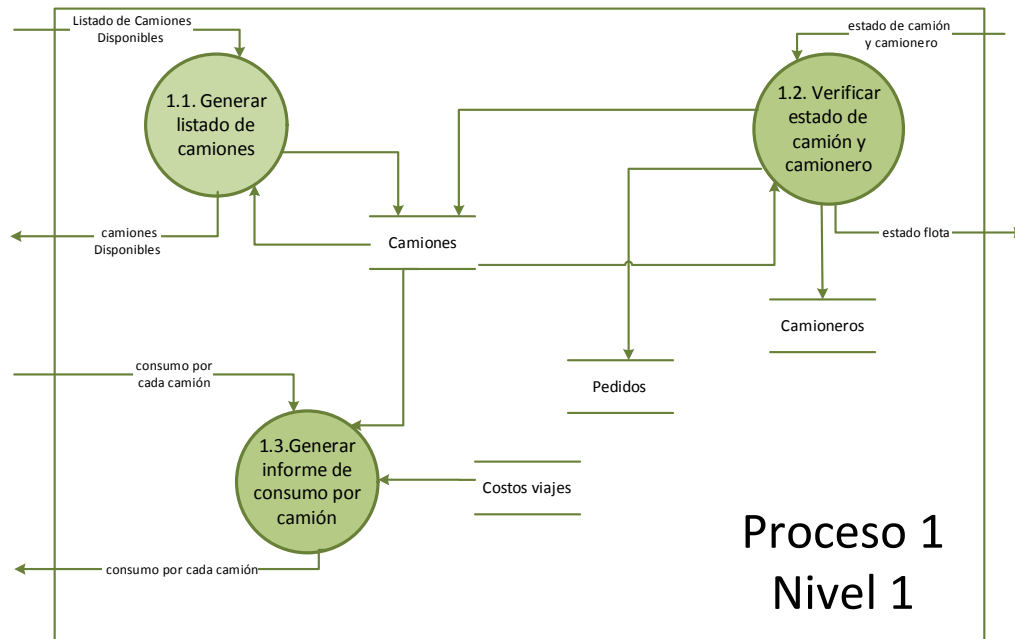 Listado de Camiones
Disponibles
estado de camión
y camionero
1.1. Generar
listado de
camiones
1.2. Verificar
estado de
camión y
camionero
camiones
Disponibles
Camiones
estado flota
Camioneros
consumo por
cada camión
Pedidos
1.3.Generar
informe de
consumo por
camión
Costos viajes
consumo por cada camión
Proceso 1
Nivel 1